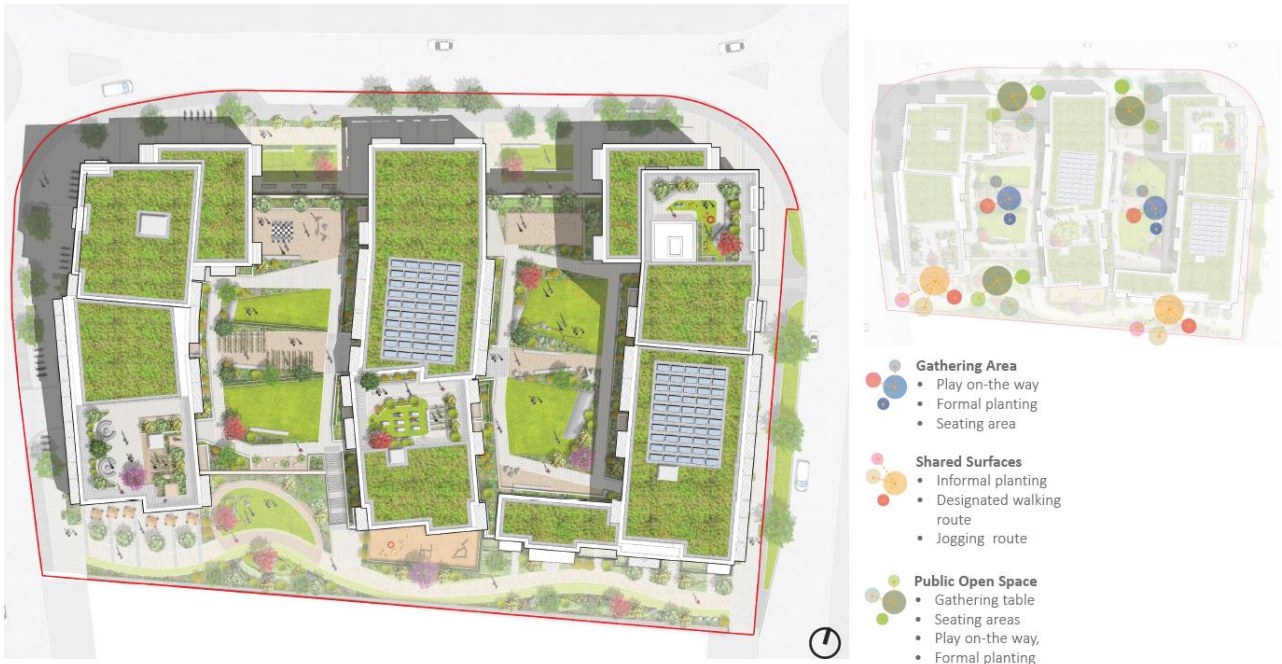 Gathering Area
• Play on-the way
• Formal planting
• Seating area
Shared Surfaces
• Informal planting
• Designated walking
route
• Jogging route
Public Open Space
• Gathering table
• Seating areas
• Play on-the way,
• Formal planting